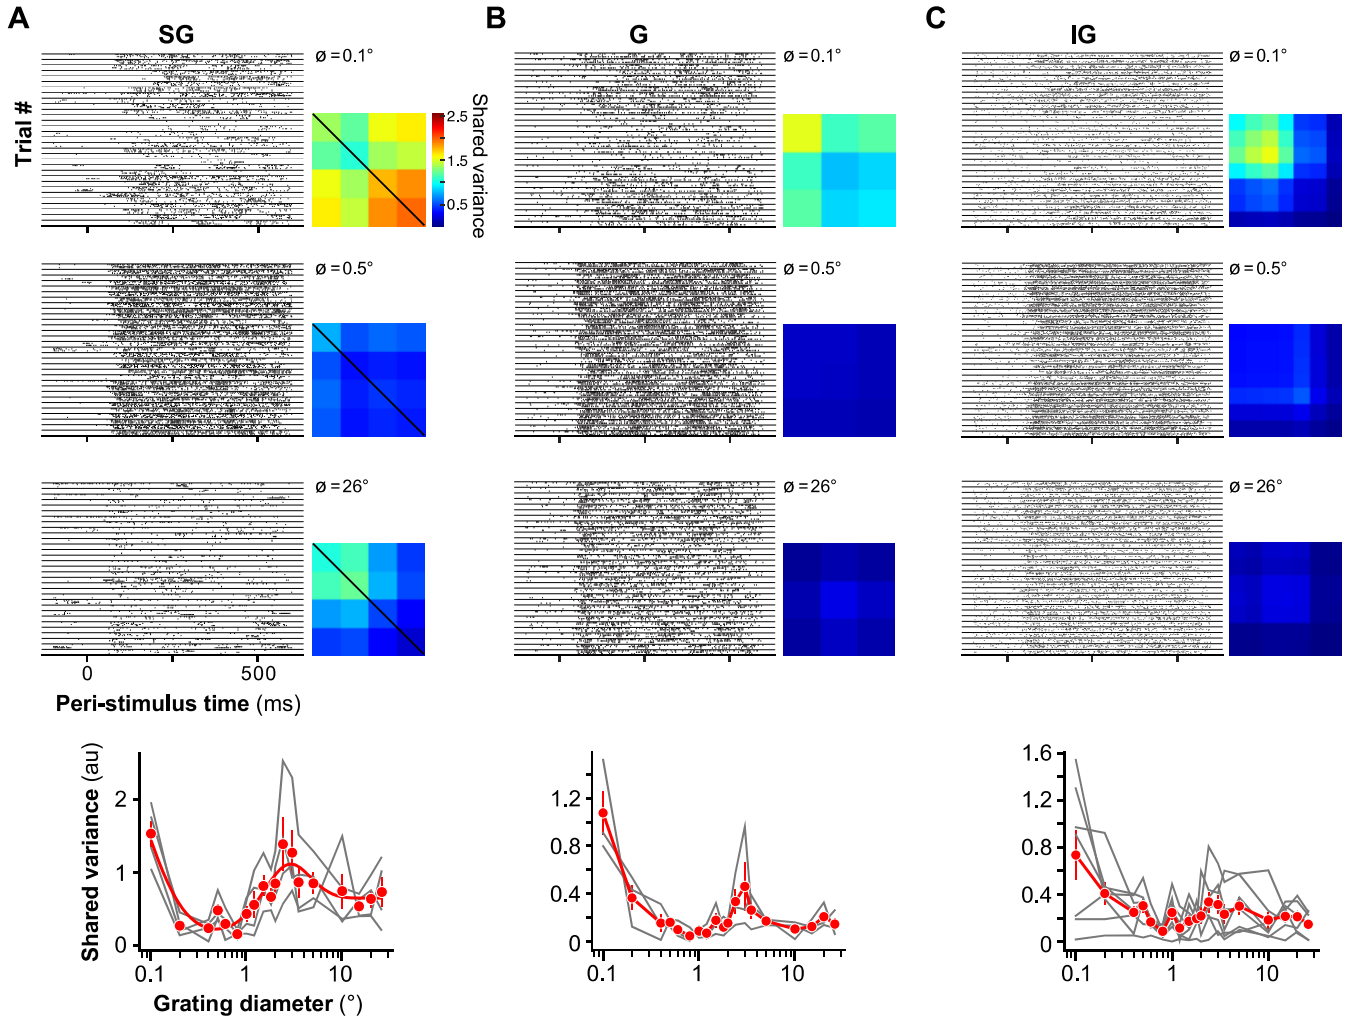 A
B
C
SG
G
IG
ø = 0.1°
ø = 0.1°
ø = 0.1°
Trial #
2,5
1,5
0,5
Shared variance
ø = 0.5°
ø = 0.5°
ø = 0.5°
ø = 26°
ø = 26°
ø = 26°
0
500
Peri-stimulus time (ms)
Shared variance (au)
2
1
0
0.1
1
10
Grating diameter (°)
1.2
0.8
0.4
0
0.1
1
10
1.6
1.2
0.8
0.4
0
0.1
1
10